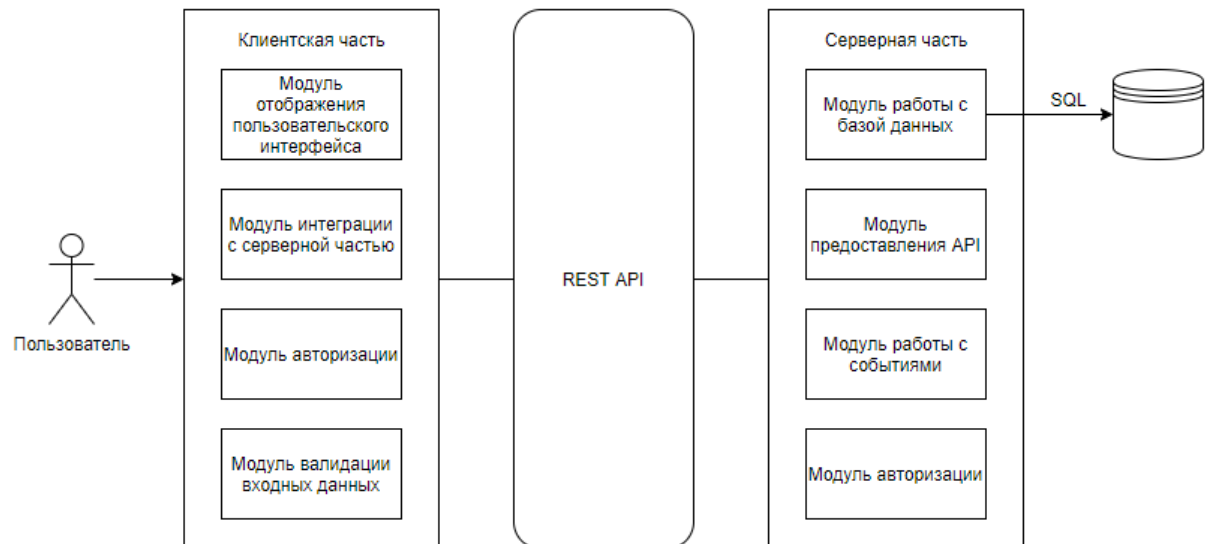 Клиентская часть
Модуль
отображения
пользовательского
интерфейса
Модуль интеграции
с серверной частью
Модуль авторизации
Модуль валидации
входных данных
Пользователь
REST API
Серверная часть
Модуль работы с
базой данных
Модуль
предоставления API
Модуль работы с
событиями
Модуль авторизации
SQL